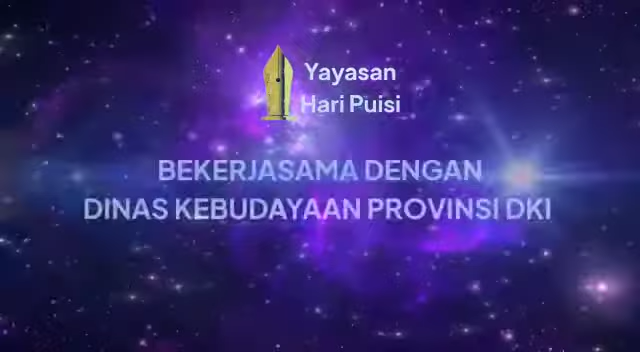 Yayasan
Hari Puisi
BEKERJASAMA DENGAN
DINAS KEBUDAYAAN PROVINSI DKI